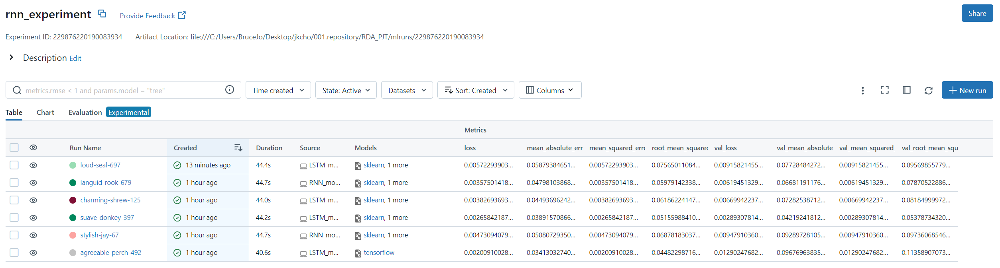 rnn_experiment Provide Feedback Share
Experiment ID: 229876220190083934 Artifact Location: file:///C:/Users/BruceJo/Desktop/jkcho/001.repository/RDA_PJT/mlruns/229876220190083934
Description Edit
metrics.rmse < 1 and params.model = "tree" Time created State: Active Datasets Sort: Created Columns New run
Table Chart Evaluation Experimental
Metrics
Run Name Created Duration Source Models loss mean_absolute_err mean_squared_erro root_mean_squared val_loss val_mean_absolute val_mean_squared_ val_root_mean_squ
loud-seal-697 13 minutes ago 44.4s LSTM_m... sklearn, 1 more 0.00572293903... 0.05879384651... 0.00572293903... 0.07565011084... 0.00915821455... 0.07728484272... 0.00915821455... 0.09569855779...
languid-rook-679 1 hour ago 44.7s RNN_mo... sklearn, 1 more 0.00357501418... 0.04798103868... 0.00357501418... 0.05979142338... 0.00619451329... 0.06681191176... 0.00619451329... 0.07870522886...
charming-shrew-125 1 hour ago 44.0s LSTM_m... sklearn, 1 more 0.00382693693... 0.04493696242... 0.00382693693... 0.06186224147... 0.00669942237... 0.07282538712... 0.00669942237... 0.08184999972...
suave-donkey-397 1 hour ago 44.2s LSTM_m... sklearn, 1 more 0.00265842187... 0.03891570866... 0.00265842187... 0.05155988410... 0.00289307814... 0.04219241812... 0.00289307814... 0.05378734320...
stylish-jay-67 1 hour ago 44.7s RNN_mo... sklearn, 1 more 0.00473094079... 0.05080729350... 0.00473094079... 0.06878183037... 0.00947910360... 0.09289728105... 0.00947910360... 0.09736068546...
agreeable-perch-492 1 hour ago 40.6s LSTM_m... tensorflow 0.00200910028... 0.03413032740... 0.00200910028... 0.04482298716... 0.01290247682... 0.09676963835... 0.01290247682... 0.11358907073...